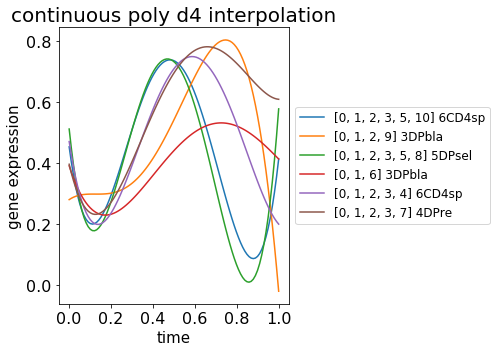 continuous poly d4 interpolation
gene expression
0.8
0.6
0.4
0.2
0.0
0.0 0.2 0.4 0.6 0.8 1.0
time
[0, 1, 2, 3, 5, 10] 6CD4sp
[0, 1, 2, 9] 3DPbla
[0, 1, 2, 3, 5, 8] 5DPsel
[0, 1, 6] 3DPbla
[0, 1, 2, 3, 4] 6CD4sp
[0, 1, 2, 3, 7] 4DPre